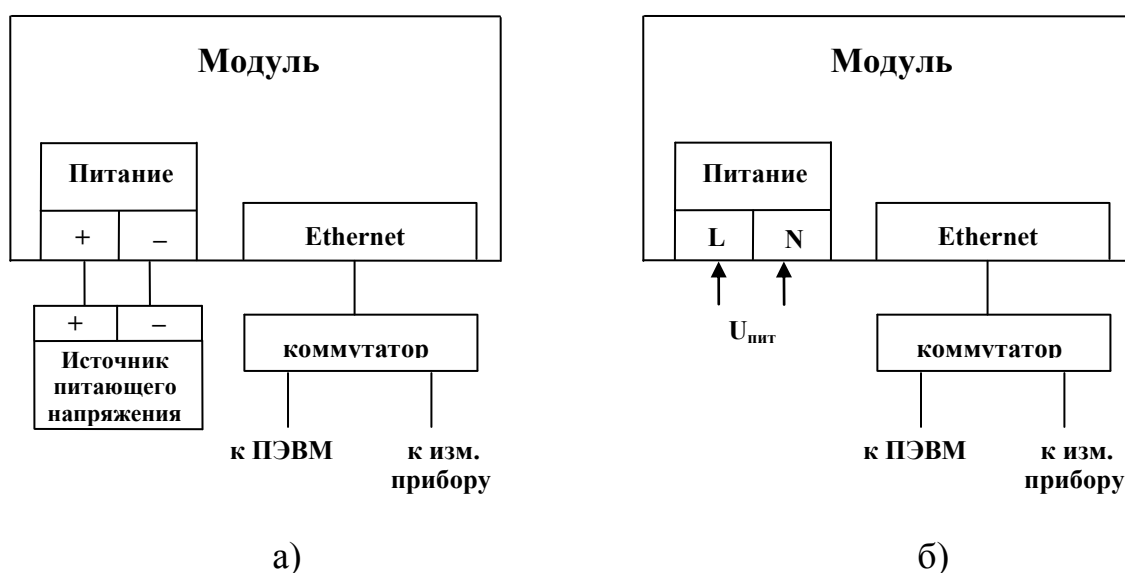 Модуль
Питание
+ –
Ethernet
+ –
Источник
питающего
напряжения
коммутатор
к ПЭВМ
к изм.
прибору
а)
Модуль
Питание
L N
Ethernet
Uпит
коммутатор
к ПЭВМ
к изм.
прибору
б)